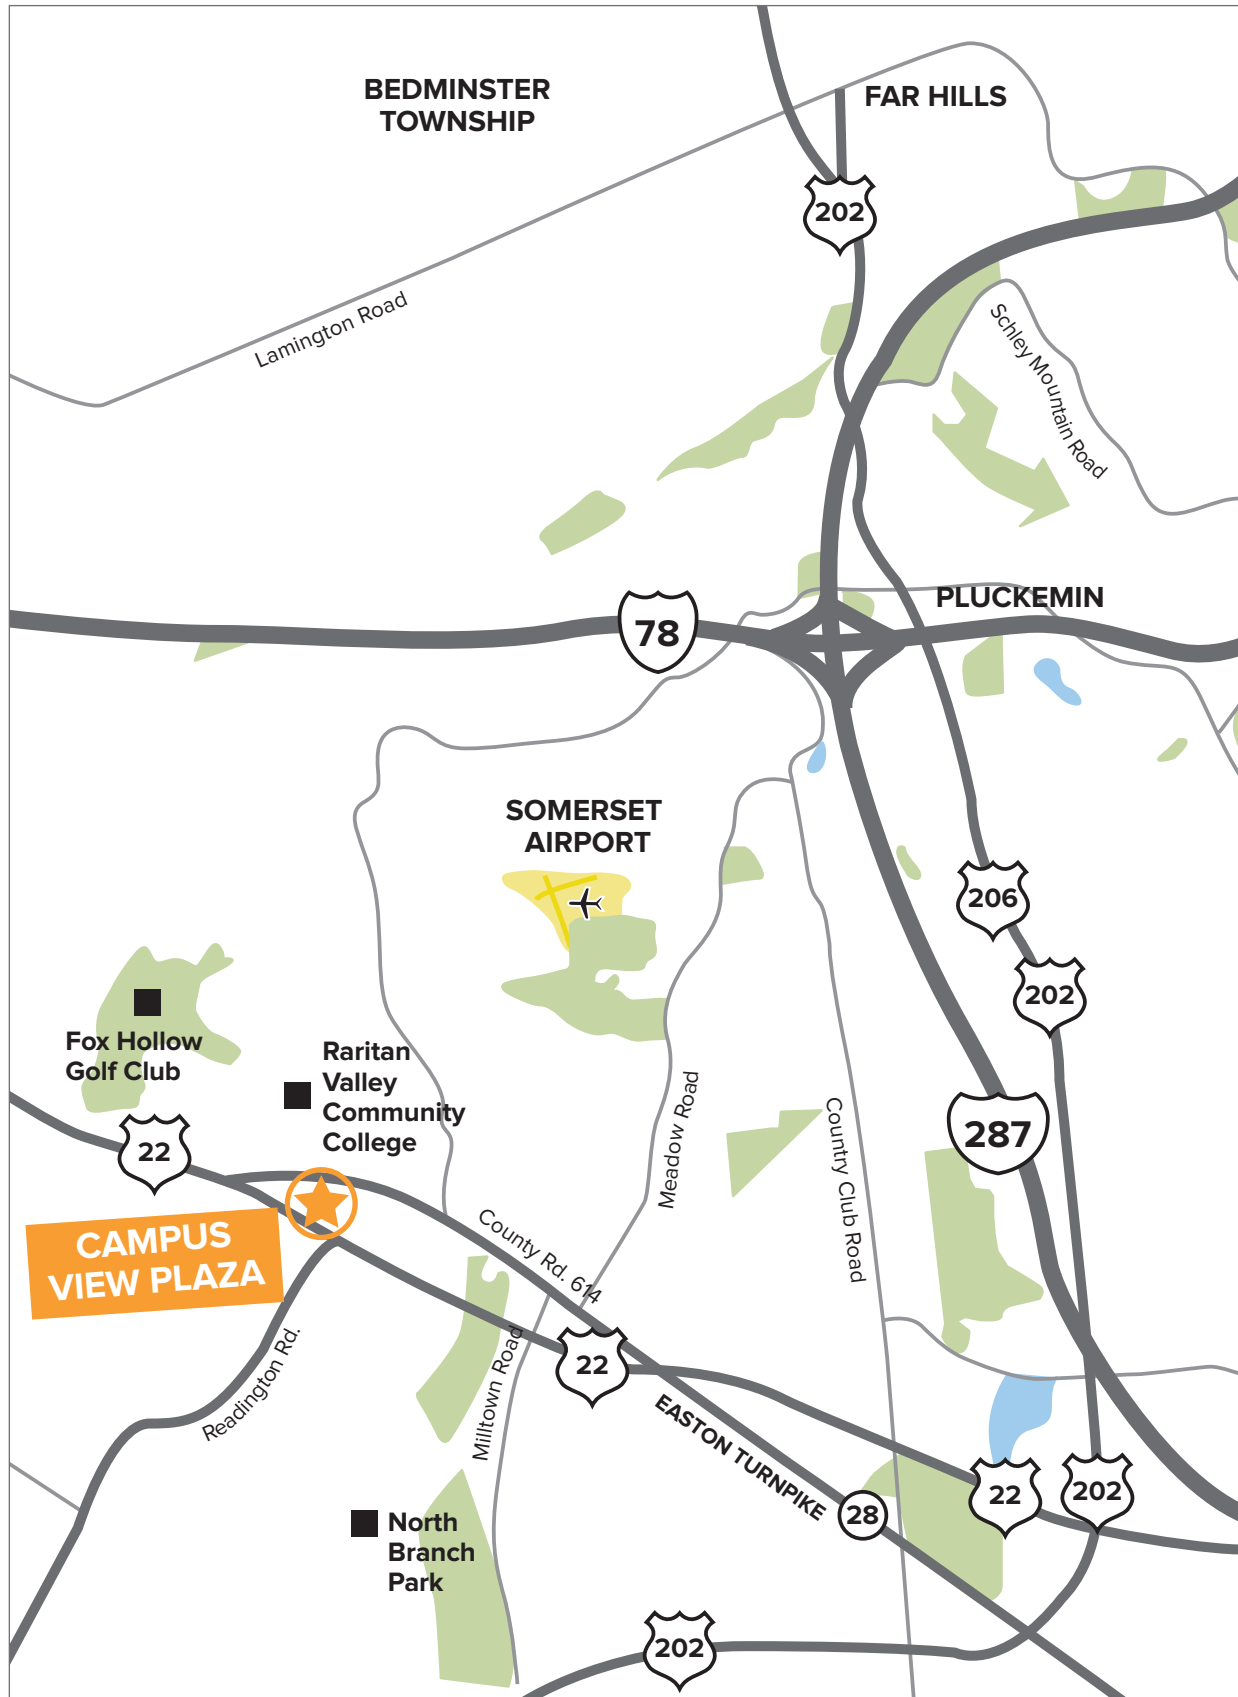 BEDMINSTER
TOWNSHIP
FAR HILLS
202
Lamington Road
Schley Mountain Road
78
PLUCKEMIN
SOMERSET
AIRPORT
206
202
Fox Hollow
Golf Club
Raritan
Valley
Community
College
22
287
Meadow Road
Country Club Road
CAMPUS
VIEW PLAZA
County Rd. 614
Readington Rd.
Milltown Road
22
EASTON TURNPIKE
28
22
202
North
Branch
Park
202